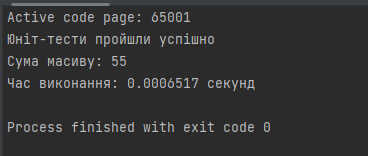 Active code page: 65001
Юніт-тести пройшли успішно
Сума масиву: 55
Час виконання: 0.0006517 секунд
Process finished with exit code 0